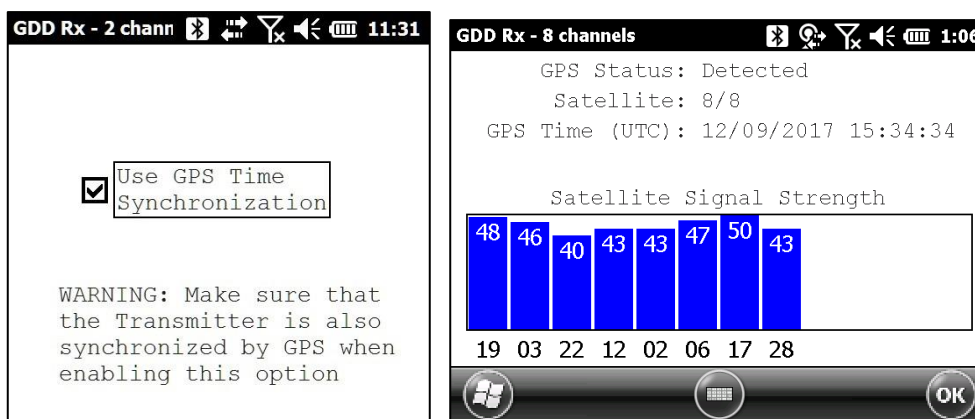 GDD Rx - 2 chann 11:31
Use GPS Time
Synchronization
WARNING: Make sure that
the Transmitter is also
synchronized by GPS when
enabling this option
GDD Rx - 8 channels 1:06
GPS Status: Detected
Satellite: 8/8
GPS Time (UTC): 12/09/2017 15:34:34
Satellite Signal Strength
48 46 40 43 43 47 50 43
19 03 22 12 02 06 17 28
OK